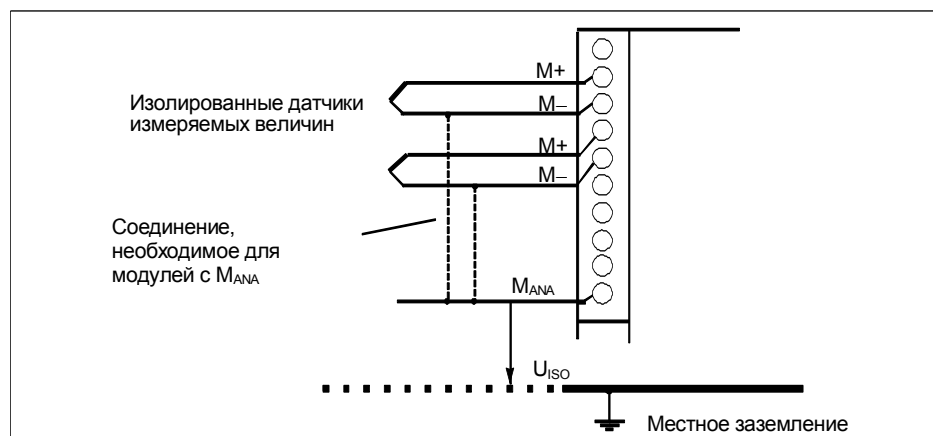 M+
Изолированные датчики
измеряемых величин
M–
M+
M–
Соединение,
необходимое для
модулей с MANA
MANA
UISO
Местное заземление